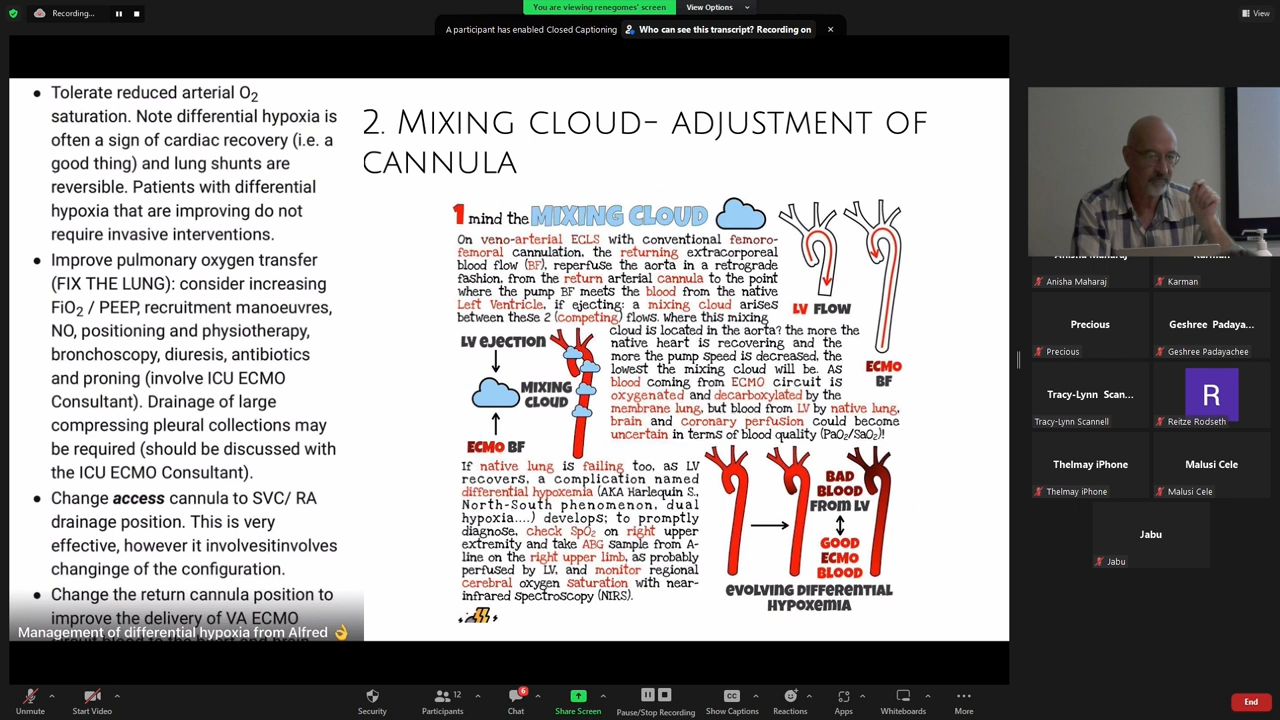 Recording...
You are viewing renegomes' screen
View Options
View
A participant has enabled Closed Captioning
Who can see this transcript? Recording on
• Tolerate reduced arterial O2
saturation. Note differential hypoxia is
often a sign of cardiac recovery (i.e. a
good thing) and lung shunts are
reversible. Patients with differential
hypoxia that are improving do not
require invasive interventions.
• Improve pulmonary oxygen transfer
(FIX THE LUNG): consider increasing
FiO2 / PEEP, recruitment manoeuvres,
NO, positioning and physiotherapy,
bronchoscopy, diuresis, antibiotics
and proning (involve ICU ECMO
Consultant). Drainage of large
compressing pleural collections may
be required (should be discussed with
the ICU ECMO Consultant).
• Change access cannula to SVC/ RA
drainage position. This is very
effective, however it involvesitinvolves
changinge of the configuration.
• Change the return cannula position to
improve the delivery of VA ECMO
Management of differential hypoxia from Alfred 👌
2. MIXING CLOUD- ADJUSTMENT OF
CANNULA
1 mind the MIXING CLOUD
On veno-arterial ECLS with conventional femoro-
femoral cannulation, the returning extracorporeal
blood flow (BF), reperfuse the aorta in a retrograde
fashion, from the return arterial cannula to the point
where the pump BF meets the blood from the native
Left Ventricle, if ejecting: a mixing cloud arises
between these 2 (competing) flows. Where this mixing
cloud is located in the aorta? the more the
native heart is recovering and the
more the pump speed is decreased, the
lowest the mixing cloud will be. As
blood coming from ECMO circuit is
oxygenated and decarboxylated by the
membrane lung, but blood from LV by native lung,
brain and coronary perfusion could become
uncertain in terms of blood quality (PaO2/SaO2)!
LV FLOW
ECMO
BF
LV EJECTION
MIXING
CLOUD
ECMO BF
If native lung is failing too, as LV
recovers, a complication named
differential hypoxemia (AKA Harlequin S.,
North-South phenomenon, dual
hypoxia....) develops; to promptly
diagnose, check SpO2 on right upper
extremity and take ABG sample from A-
line on the right upper limb, as probably
perfused by LV, and monitor regional
cerebral oxygen saturation with near-
infrared spectroscopy (NIRS).
BAD
BLOOD
FROM LV
GOOD
ECMO
BLOOD
EVOLVING DIFFERENTIAL
HYPOXEMIA
Anisha Maharaj
Karman
Anisha Maharaj
Karman
Precious
Geshree Padaya...
Precious
Geshree Padayachee
Tracy-Lynn Scan...
R
Tracy-Lynn Scannell
Reitze Rodseth
Thelmay iPhone
Malusi Cele
Thelmay iPhone
Malusi Cele
Jabu
Jabu
Unmute
Start Video
Security
12
Participants
6
Chat
Share Screen
Pause/Stop Recording
CC
Show Captions
Reactions
Apps
Whiteboards
More
End